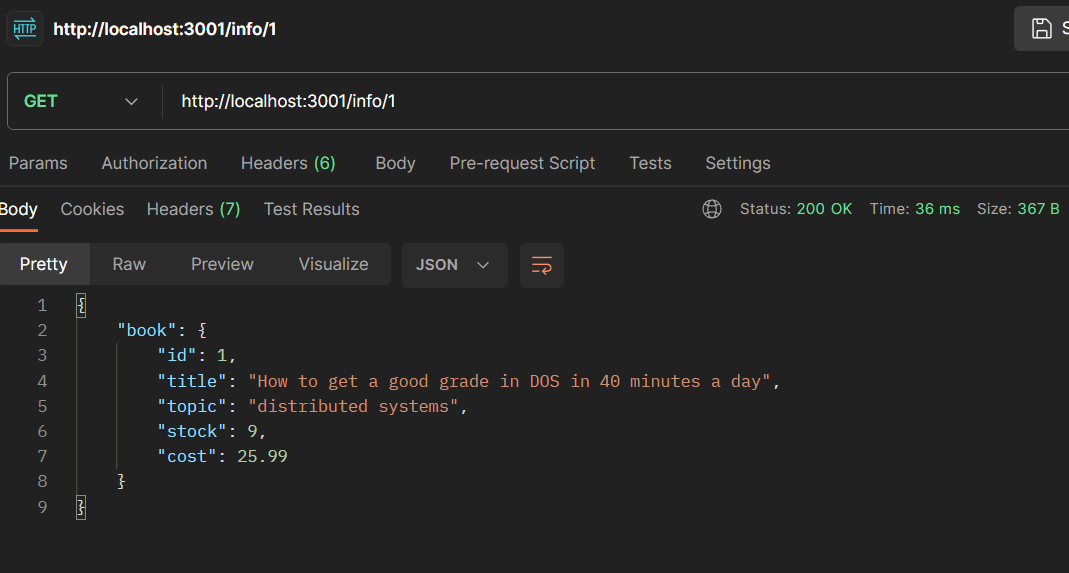 HTTP http://localhost:3001/info/1 S
GET http://localhost:3001/info/1
Params Authorization Headers (6) Body Pre-request Script Tests Settings
Body Cookies Headers (7) Test Results Status: 200 OK Time: 36 ms Size: 367 B
Pretty Raw Preview Visualize JSON
1 {
2 "book": {
3 "id": 1,
4 "title": "How to get a good grade in DOS in 40 minutes a day",
5 "topic": "distributed systems",
6 "stock": 9,
7 "cost": 25.99
8 }
9 }